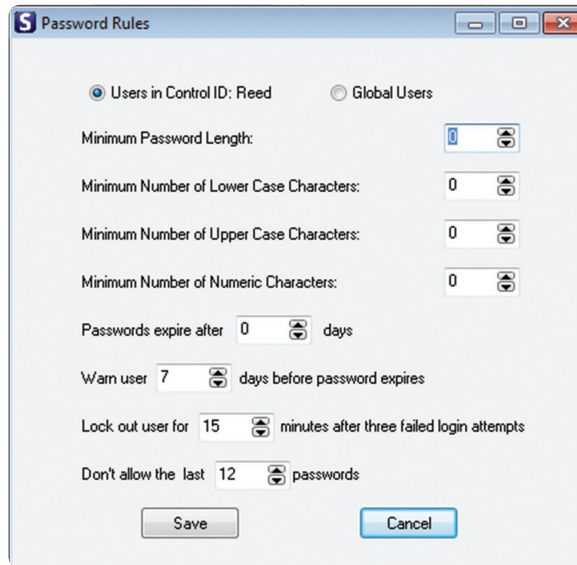 S Password Rules
Users in Control ID: Reed Global Users
Minimum Password Length: 0
Minimum Number of Lower Case Characters: 0
Minimum Number of Upper Case Characters: 0
Minimum Number of Numeric Characters: 0
Passwords expire after 0 days
Warn user 7 days before password expires
Lock out user for 15 minutes after three failed login attempts
Don't allow the last 12 passwords
Save Cancel